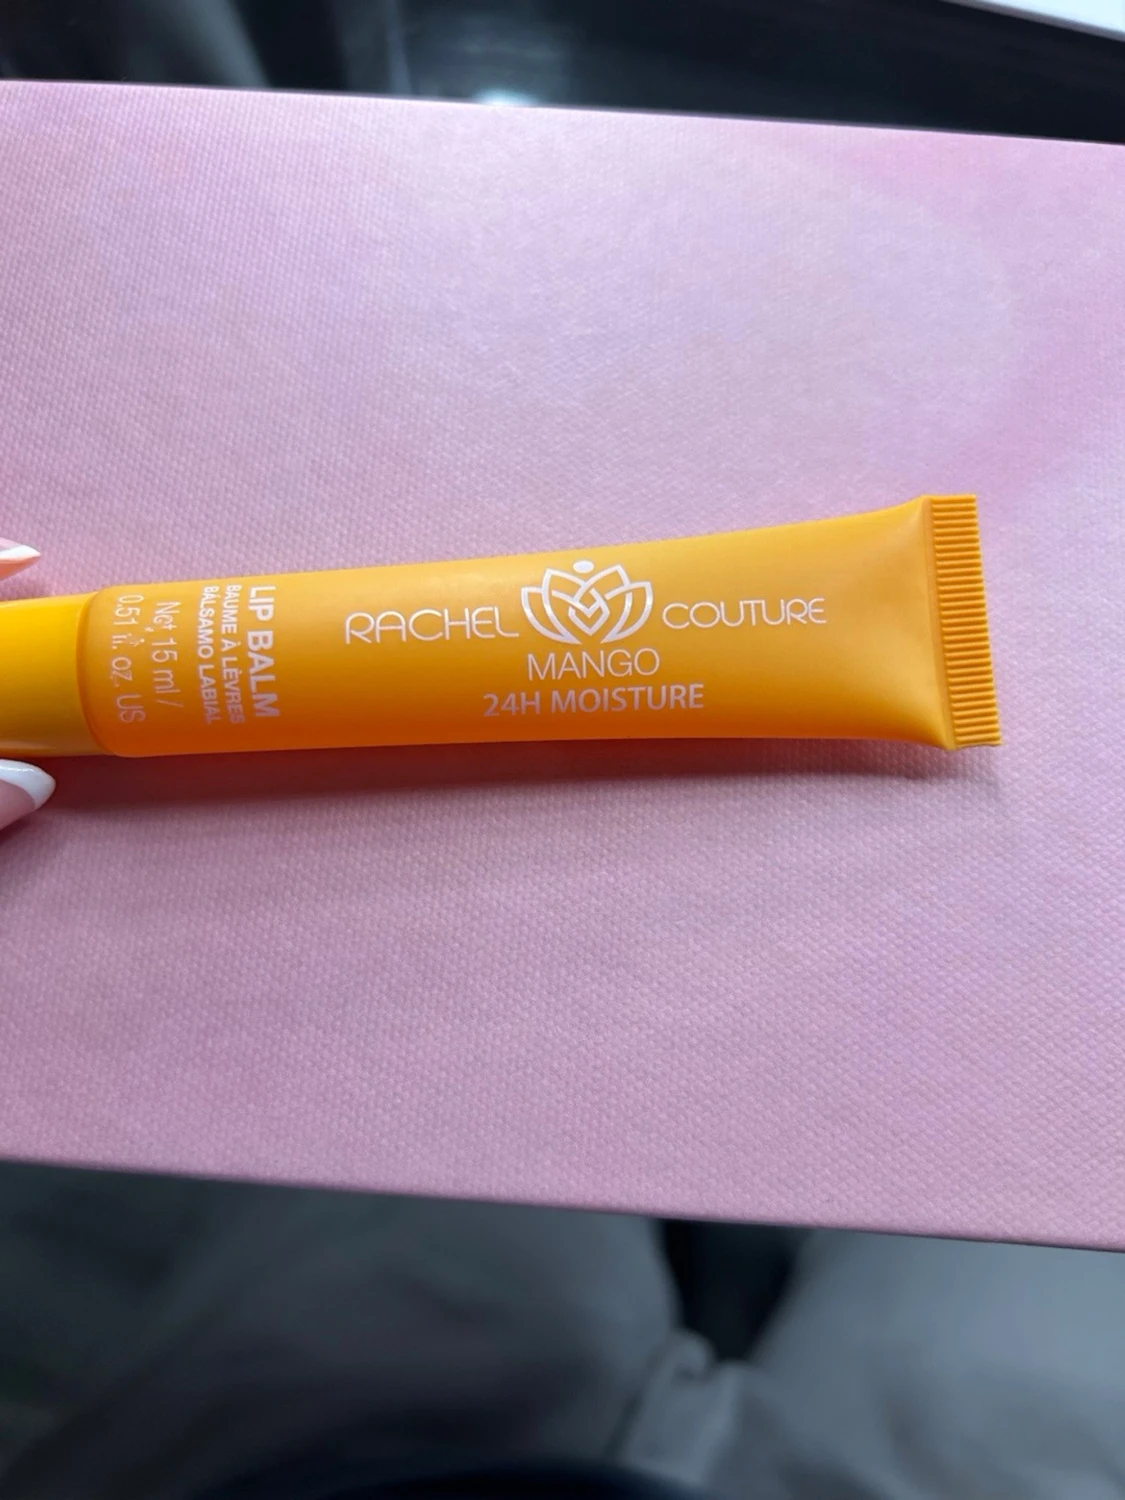 RACHEL COUTURE
MANGO
24H MOISTURE
LIP BALM
BAUME À LÈVRES
BÁLSAMO LABIAL
Net 15 ml /
0.51 fl. oz. US